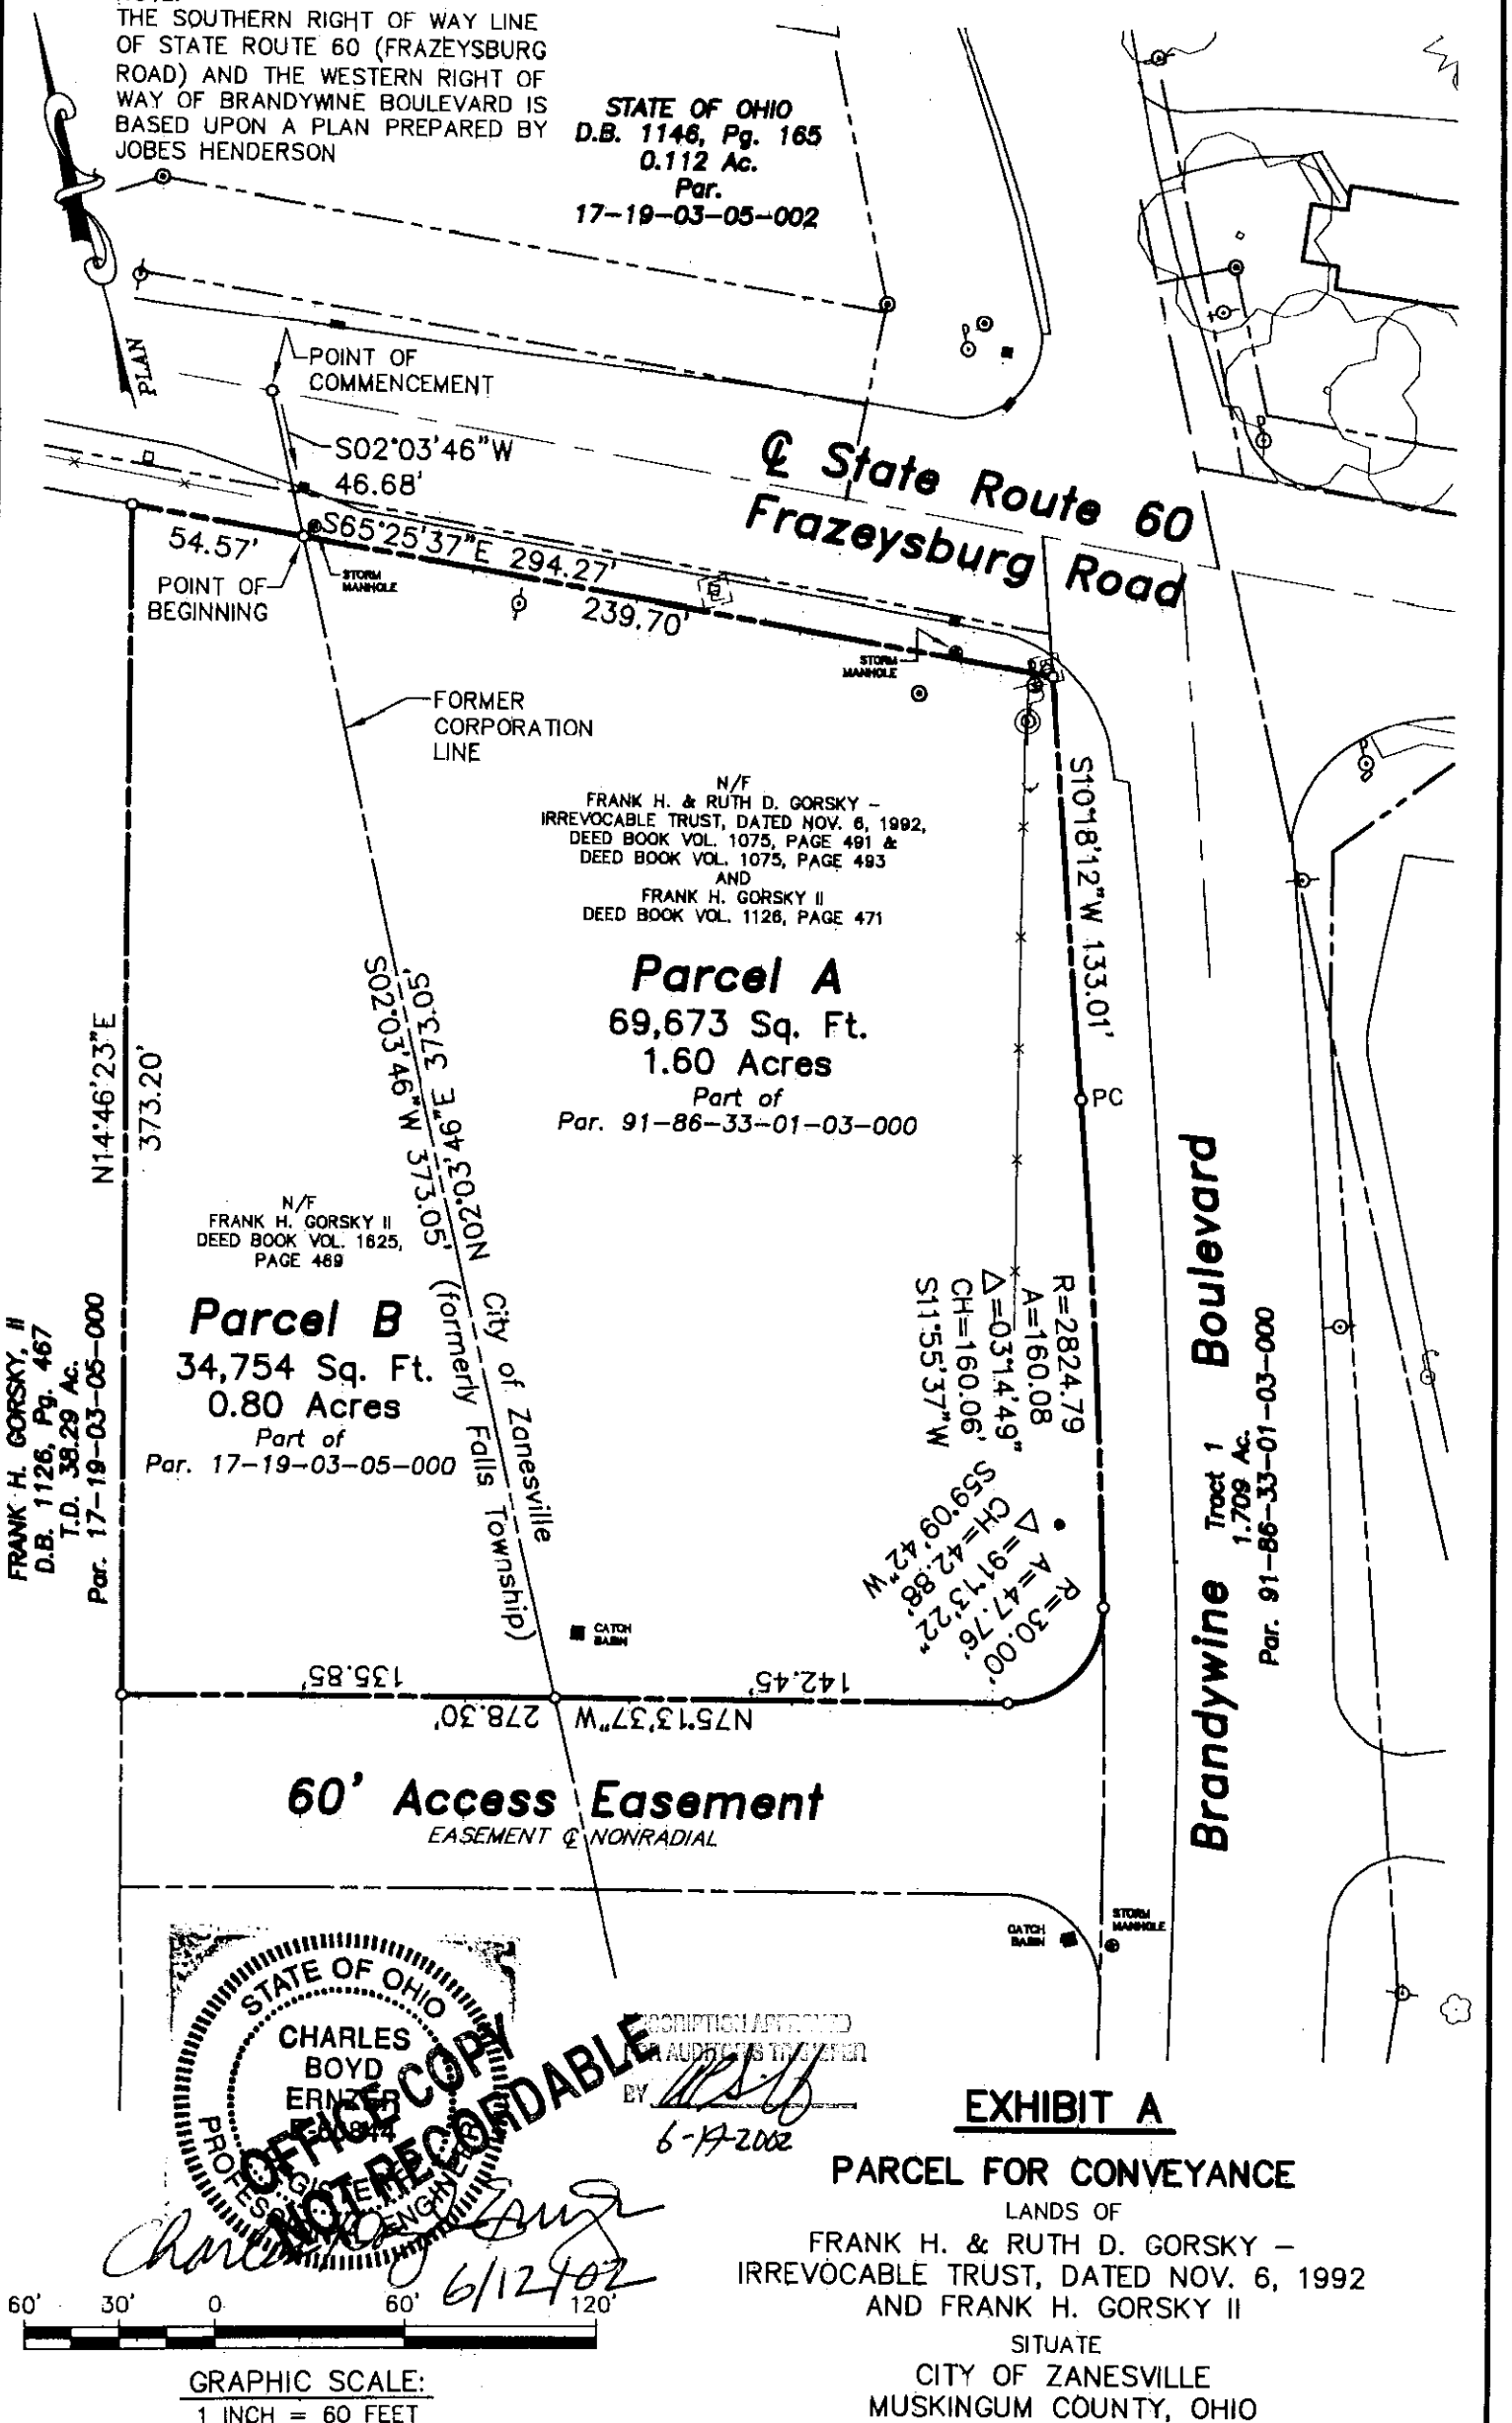 THE SOUTHERN RIGHT OF WAY LINE
OF STATE ROUTE 60 (FRAZEYSBURG
ROAD) AND THE WESTERN RIGHT OF
WAY OF BRANDYWINE BOULEVARD IS
BASED UPON A PLAN PREPARED BY
JOBES HENDERSON
STATE OF OHIO
D.B. 1146, Pg. 165
0.112 Ac.
Par.
17-19-03-05-002
PLAN
POINT OF
COMMENCEMENT
S02°03'46"W
46.68'
℄ State Route 60
Frazeysburg Road
54.57'
S65°25'37"E 294.27'
239.70'
POINT OF
BEGINNING
STORM
MANHOLE
STORM
MANHOLE
FORMER
CORPORATION
LINE
N/F
FRANK H. & RUTH D. GORSKY -
IRREVOCABLE TRUST, DATED NOV. 6, 1992,
DEED BOOK VOL. 1075, PAGE 491 &
DEED BOOK VOL. 1075, PAGE 493
AND
FRANK H. GORSKY II
DEED BOOK VOL. 1126, PAGE 471
S10°18'12"W 133.01'
Parcel A
69,673 Sq. Ft.
1.60 Acres
Part of
Par. 91-86-33-01-03-000
PC
N14°46'23"E
373.20'
N02°03'46"E 373.05'
S02°03'46"W 373.05'
City of Zanesville
(formerly Falls Township)
N/F
FRANK H. GORSKY II
DEED BOOK VOL. 1625,
PAGE 469
Parcel B
34,754 Sq. Ft.
0.80 Acres
Part of
Par. 17-19-03-05-000
FRANK H. GORSKY, II
D.B. 1126, Pg. 467
T.D. 38.29 Ac.
Par. 17-19-03-05-000
R=2824.79
A=160.08
Δ=03°14'49"
CH=160.06'
S11°55'37"W
R=30.00'
A=47.76'
Δ=91°13'22"
CH=42.88'
S59°09'42"W
Brandywine Boulevard
Tract 1
1.709 Ac.
Par. 91-86-33-01-03-000
CATCH
BASIN
135.85'
142.45'
N75°13'37"W 278.30'
60' Access Easement
EASEMENT ℄ NONRADIAL
CATCH
BASIN
STORM
MANHOLE
STATE OF OHIO
CHARLES
BOYD
ERNZER
PROFESSIONAL ENGINEER
OFFICE COPY
NOT RECORDABLE
DESCRIPTION APPROVED
FOR AUDITOR'S TRANSFER
BY
6/12/02
EXHIBIT A
PARCEL FOR CONVEYANCE
LANDS OF
FRANK H. & RUTH D. GORSKY -
IRREVOCABLE TRUST, DATED NOV. 6, 1992
AND FRANK H. GORSKY II
SITUATE
CITY OF ZANESVILLE
MUSKINGUM COUNTY, OHIO
60' 30' 0 60' 120'
GRAPHIC SCALE:
1 INCH = 60 FEET